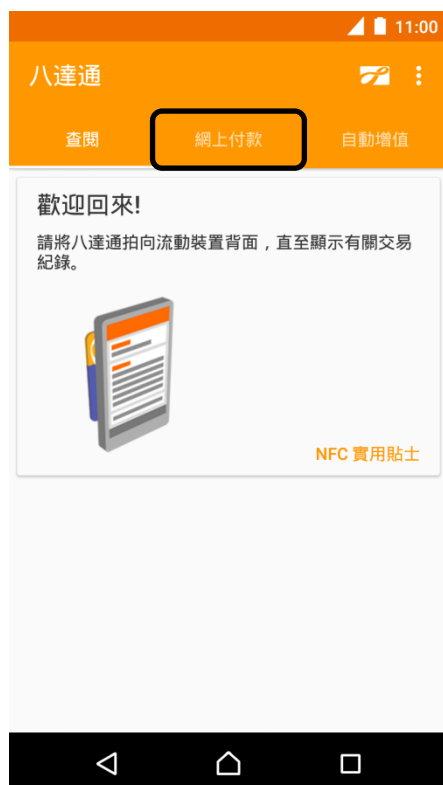 11:00
八達通
查閱
網上付款
自動增值
歡迎回來!
請將八達通拍向流動裝置背面，直至顯示有關交易
紀錄。
NFC 實用貼士